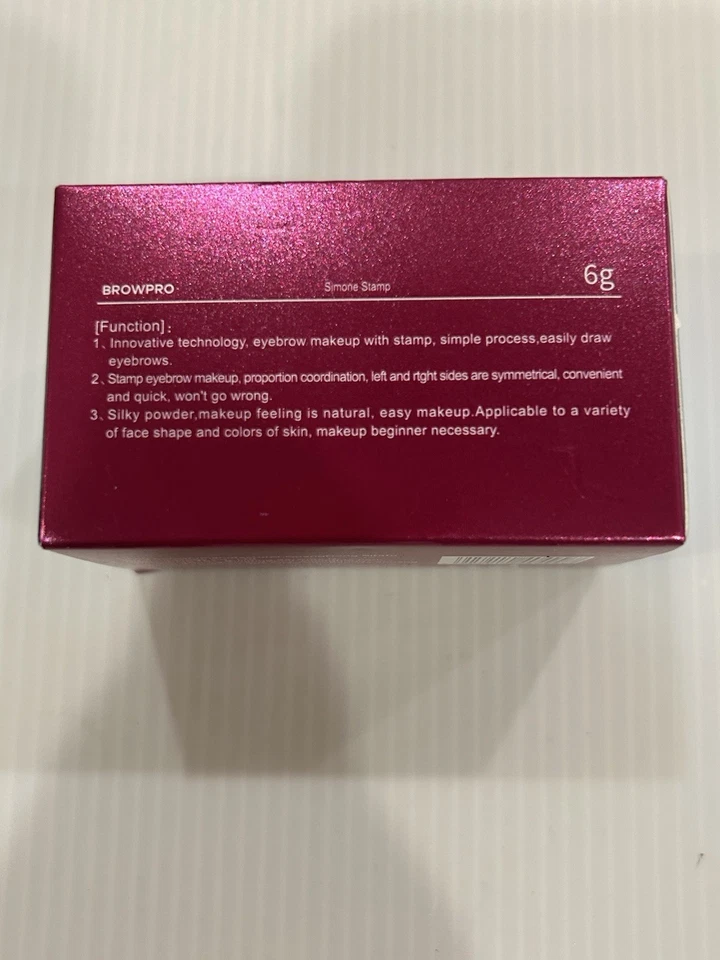 BROWPRO Simone Stamp 6g
[Function]:
1、Innovative technology, eyebrow makeup with stamp, simple process,easily draw
eyebrows.
2、Stamp eyebrow makeup, proportion coordination, left and rtght sides are symmetrical, convenient
and quick, won't go wrong.
3、Silky powder,makeup feeling is natural, easy makeup.Applicable to a variety
of face shape and colors of skin, makeup beginner necessary.